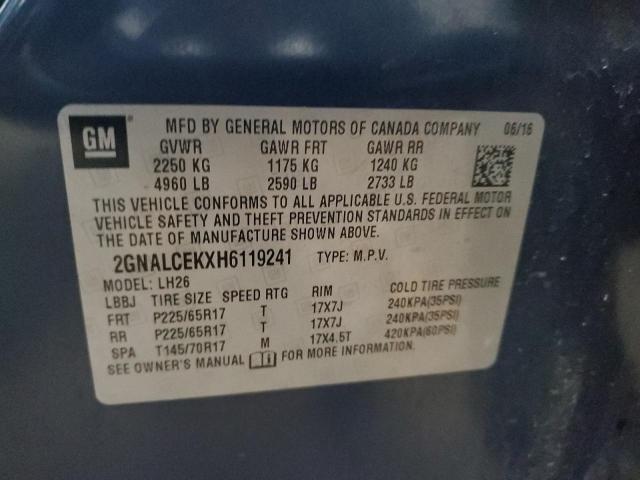 GM
MFD BY GENERAL MOTORS OF CANADA COMPANY 06/16
GVWR GAWR FRT GAWR RR
2250 KG 1175 KG 1240 KG
4960 LB 2590 LB 2733 LB
THIS VEHICLE CONFORMS TO ALL APPLICABLE U.S. FEDERAL MOTOR
VEHICLE SAFETY AND THEFT PREVENTION STANDARDS IN EFFECT ON
THE DATE OF MANUFACTURE SHOWN ABOVE.
2GNALCEKXH6119241 TYPE: M.P.V.
MODEL: LH26
LBBJ TIRE SIZE SPEED RTG RIM COLD TIRE PRESSURE
FRT P225/65R17 T 17X7J 240KPA(35PSI)
RR P225/65R17 T 17X7J 240KPA(35PSI)
SPA T145/70R17 M 17X4.5T 420KPA(60PSI)
SEE OWNER'S MANUAL FOR MORE INFORMATION